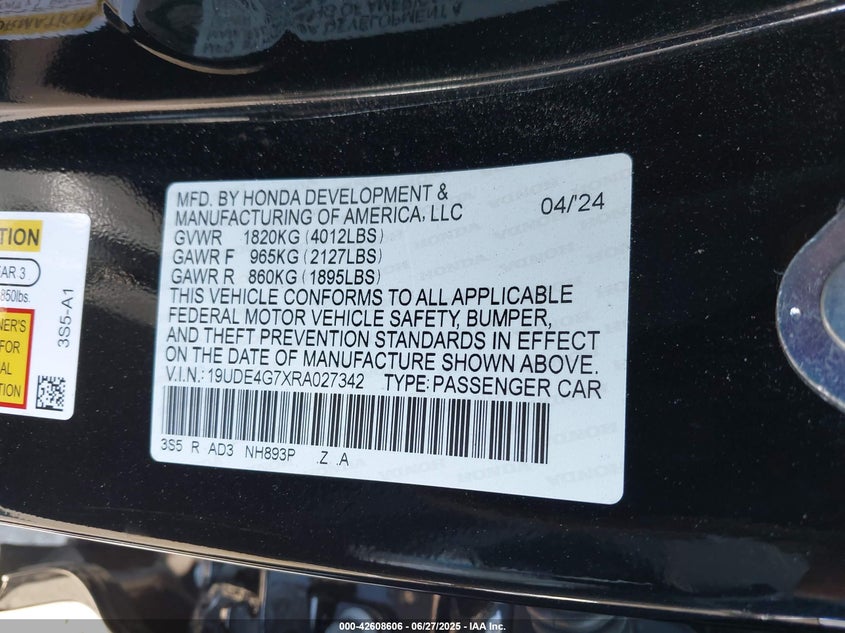 MFD. BY HONDA DEVELOPMENT &
MANUFACTURING OF AMERICA, LLC 04/'24
GVWR 1820KG (4012LBS)
GAWR F 965KG (2127LBS)
GAWR R 860KG (1895LBS)
THIS VEHICLE CONFORMS TO ALL APPLICABLE
FEDERAL MOTOR VEHICLE SAFETY, BUMPER,
AND THEFT PREVENTION STANDARDS IN EFFECT
ON THE DATE OF MANUFACTURE SHOWN ABOVE.
V.I.N.: 19UDE4G7XRA027342 TYPE: PASSENGER CAR
3S5 R AD3 NH893P .Z .A
3S5-A1
850lbs.
FOR
000-42608606 - 06/27/2025 - IAA Inc.